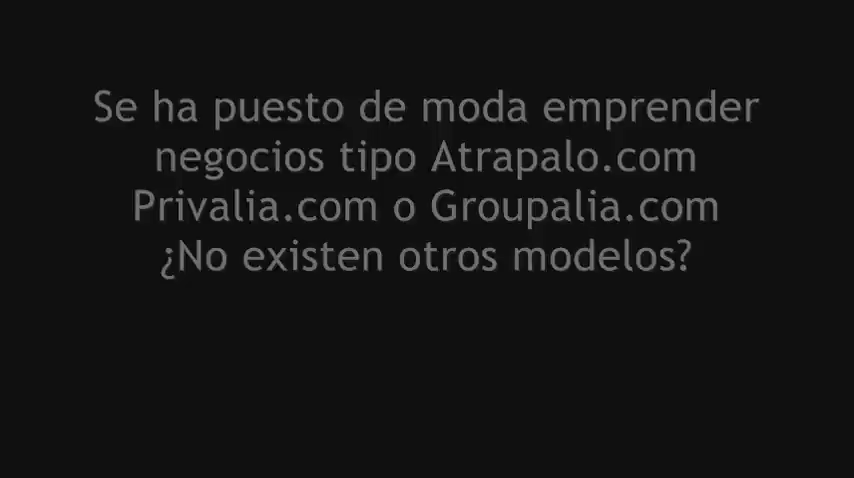 Se ha puesto de moda emprender
negocios tipo Atrapalo.com
Privalia.com o Groupalia.com
¿No existen otros modelos?